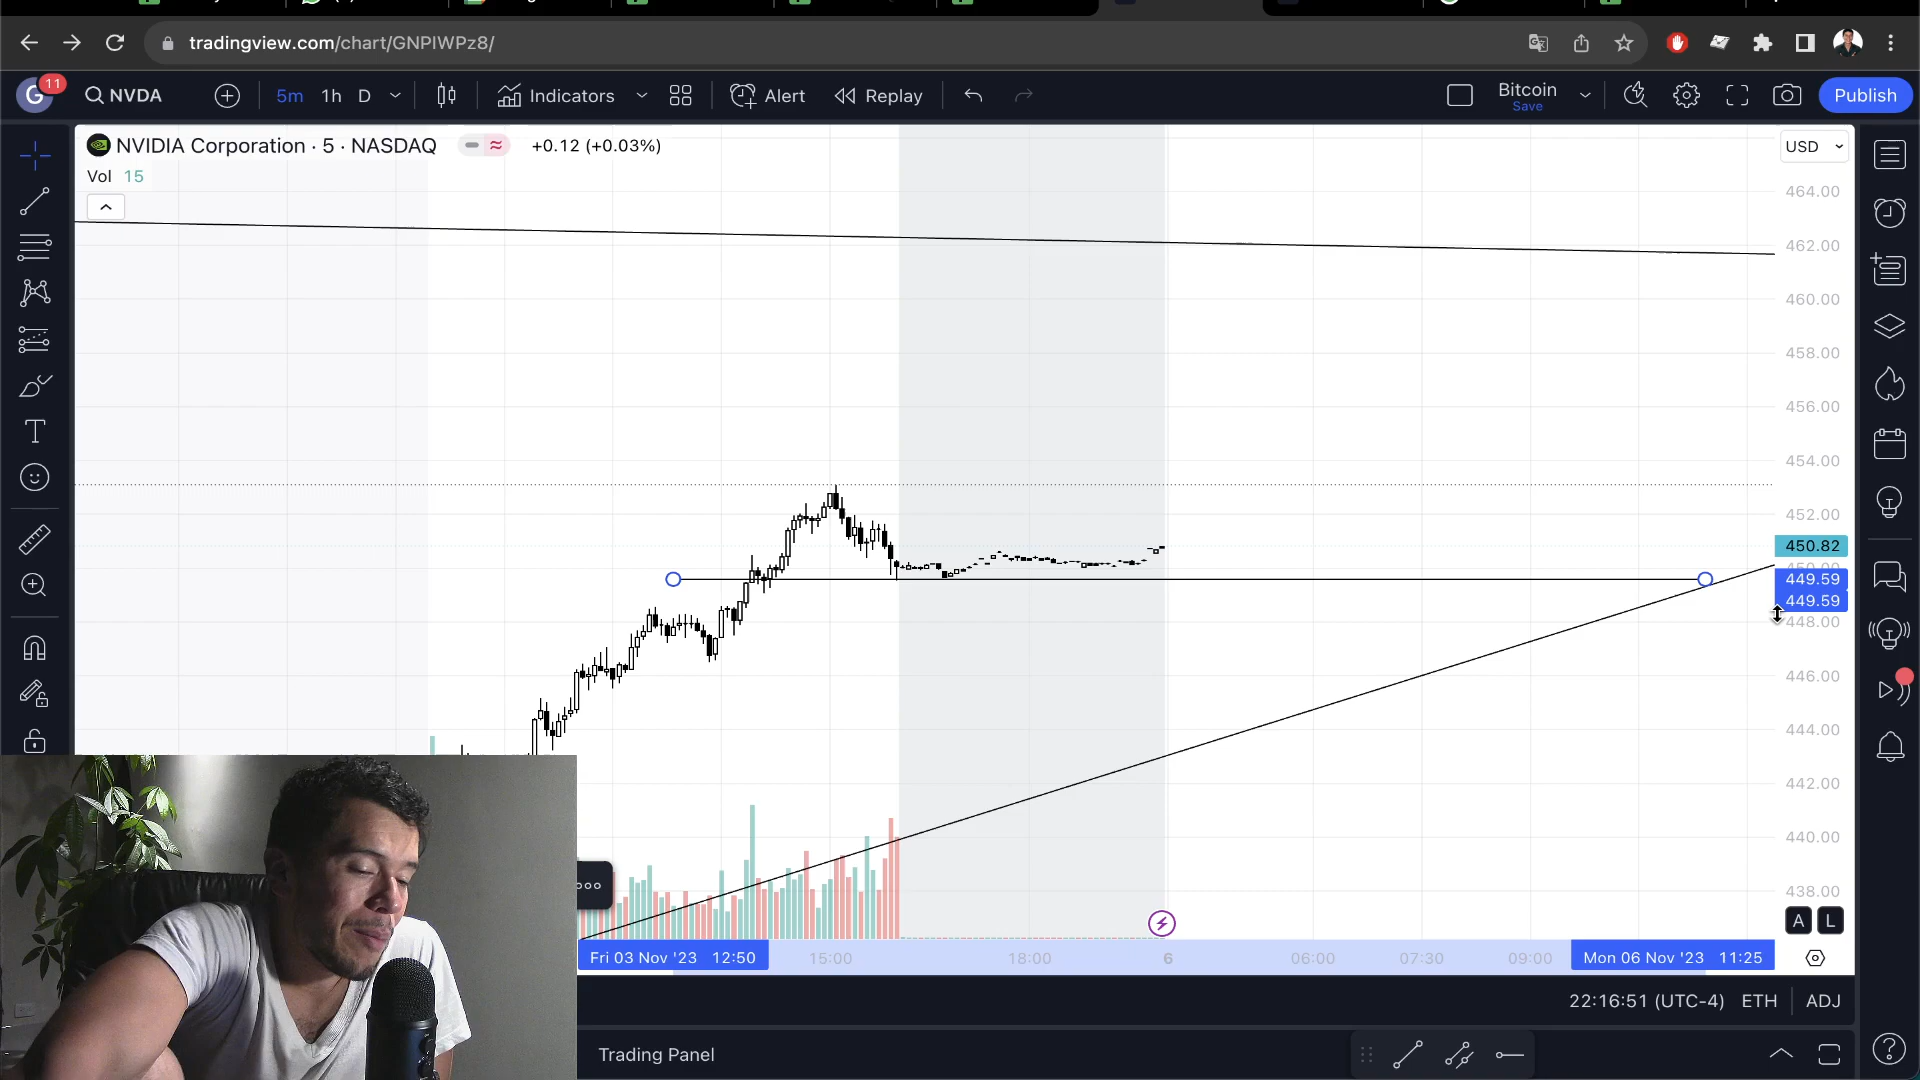 tradingview.com/chart/GNPIWPz8/
G 11 NVDA 5m 1h D Indicators Alert Replay Bitcoin Save Publish
NVIDIA Corporation · 5 · NASDAQ +0.12 (+0.03%) USD
Vol 15
464.00
462.00
460.00
458.00
456.00
454.00
452.00
450.82
449.59
449.59
448.00
446.00
444.00
442.00
440.00
438.00
A L
Fri 03 Nov '23 12:50 15:00 18:00 6 06:00 07:30 09:00 Mon 06 Nov '23 11:25
22:16:51 (UTC-4) ETH ADJ
Trading Panel